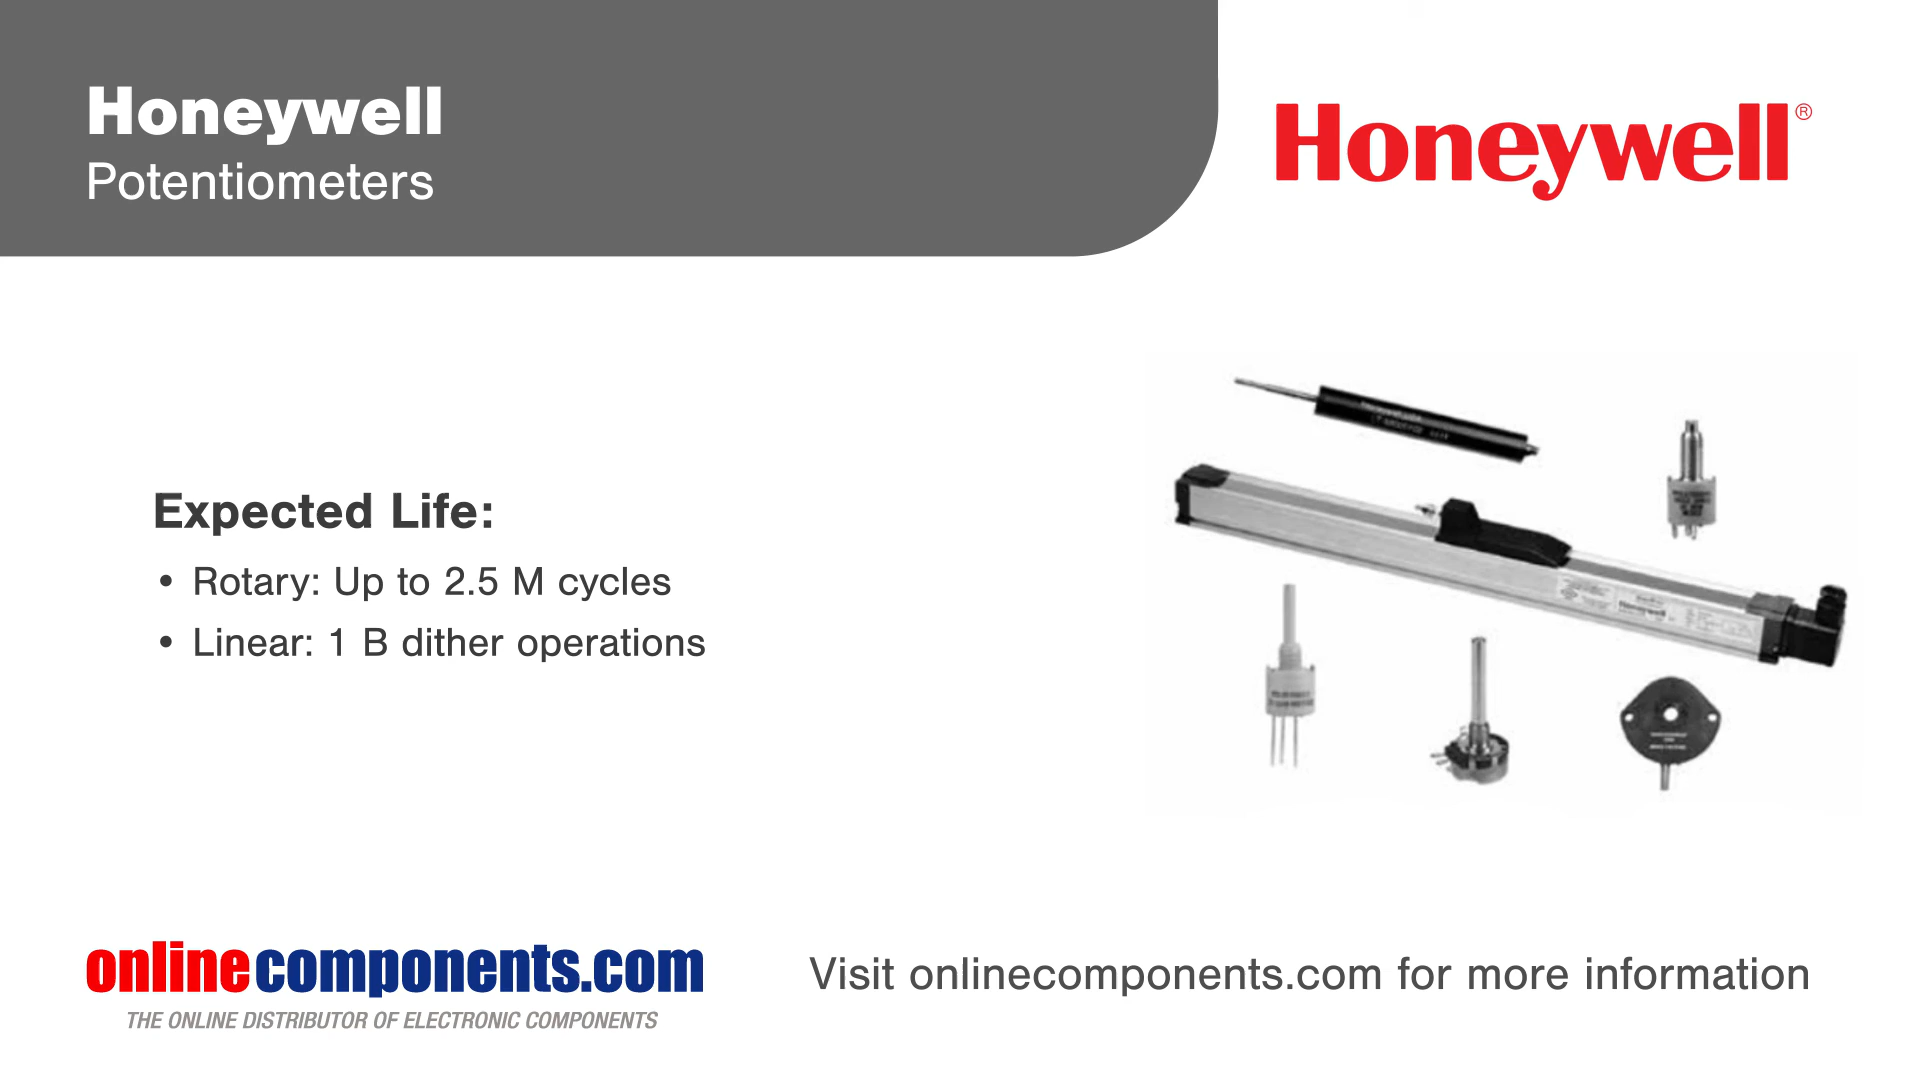 Honeywell
Potentiometers
Honeywell®
Expected Life:
• Rotary: Up to 2.5 M cycles
• Linear: 1 B dither operations
Honeywell
onlinecomponents.com
THE ONLINE DISTRIBUTOR OF ELECTRONIC COMPONENTS
Visit onlinecomponents.com for more information